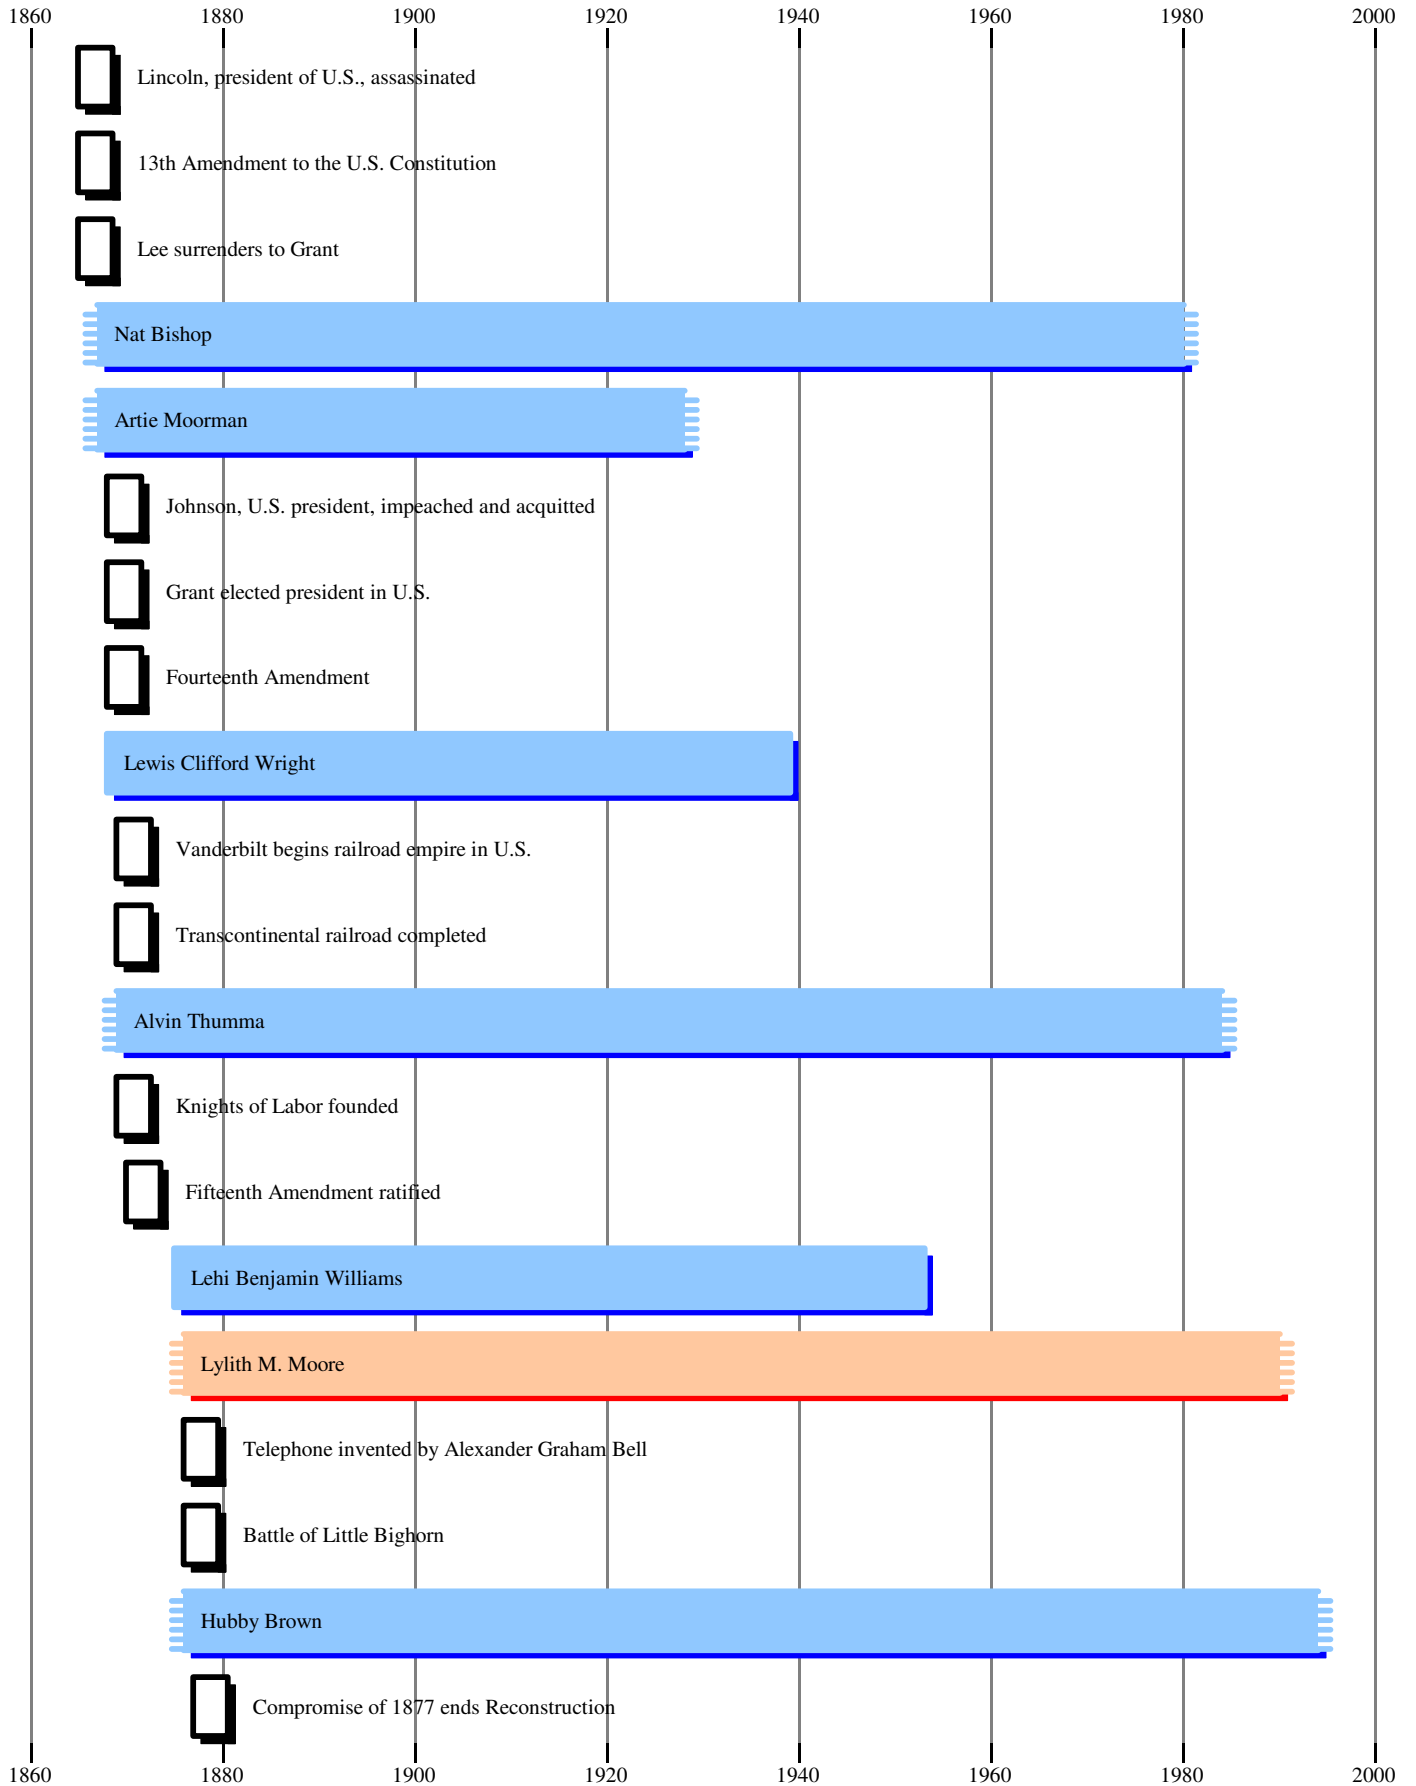 1860 1880 1900 1920 1940 1960 1980 2000
Lincoln, president of U.S., assassinated
13th Amendment to the U.S. Constitution
Lee surrenders to Grant
Nat Bishop
Artie Moorman
Johnson, U.S. president, impeached and acquitted
Grant elected president in U.S.
Fourteenth Amendment
Lewis Clifford Wright
Vanderbilt begins railroad empire in U.S.
Transcontinental railroad completed
Alvin Thumma
Knights of Labor founded
Fifteenth Amendment ratified
Lehi Benjamin Williams
Lylith M. Moore
Telephone invented by Alexander Graham Bell
Battle of Little Bighorn
Hubby Brown
Compromise of 1877 ends Reconstruction
1860 1880 1900 1920 1940 1960 1980 2000